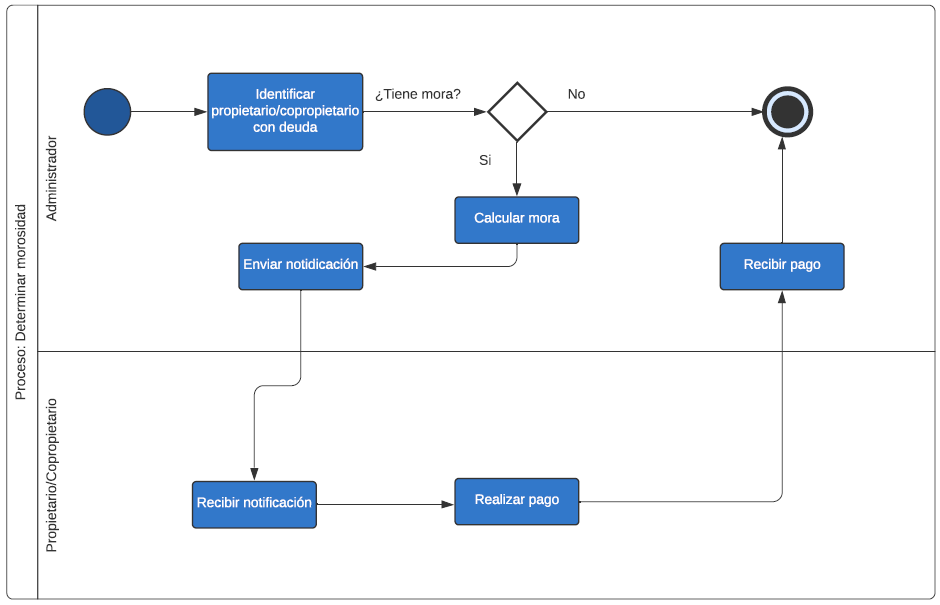 Proceso: Determinar morosidad
Administrador
Identificar
propietario/copropietario
con deuda
¿Tiene mora?
No
Si
Calcular mora
Enviar notidicación
Recibir pago
Propietario/Copropietario
Recibir notificación
Realizar pago